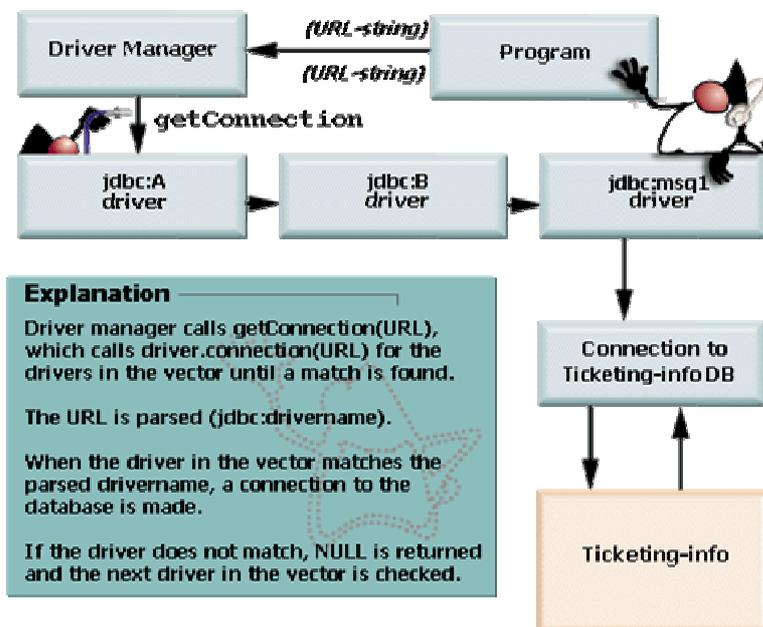 Driver Manager
(URL-string)
(URL-string)
Program
getConnection
jdbc:A
driver
jdbc:B
driver
jdbc:msq1
driver
Explanation
Driver manager calls getConnection(URL),
which calls driver.connection(URL) for the
drivers in the vector until a match is found.
The URL is parsed (jdbc:drivername).
When the driver in the vector matches the
parsed drivername, a connection to the
database is made.
If the driver does not match, NULL is returned
and the next driver in the vector is checked.
Connection to
Ticketing-info DB
Ticketing-info